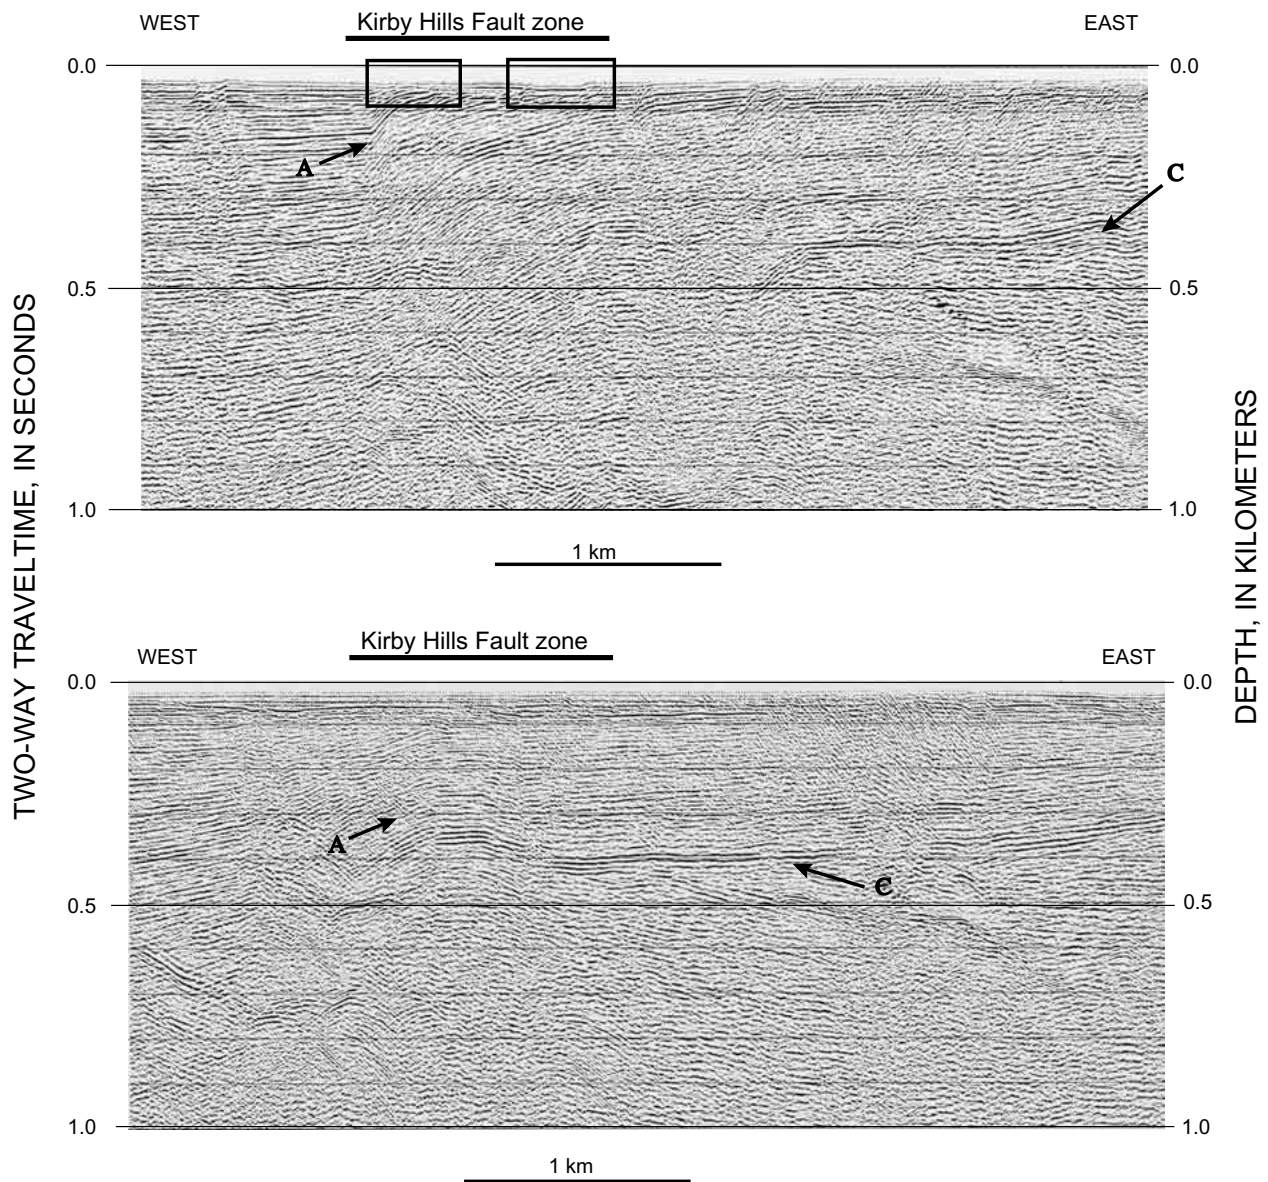 WEST
Kirby Hills Fault zone
EAST
0.0
0.0
A
C
0.5
0.5
1.0
1.0
1 km
TWO-WAY TRAVELTIME, IN SECONDS
DEPTH, IN KILOMETERS
Kirby Hills Fault zone
WEST
EAST
0.0
0.0
A
C
0.5
0.5
1.0
1.0
1 km